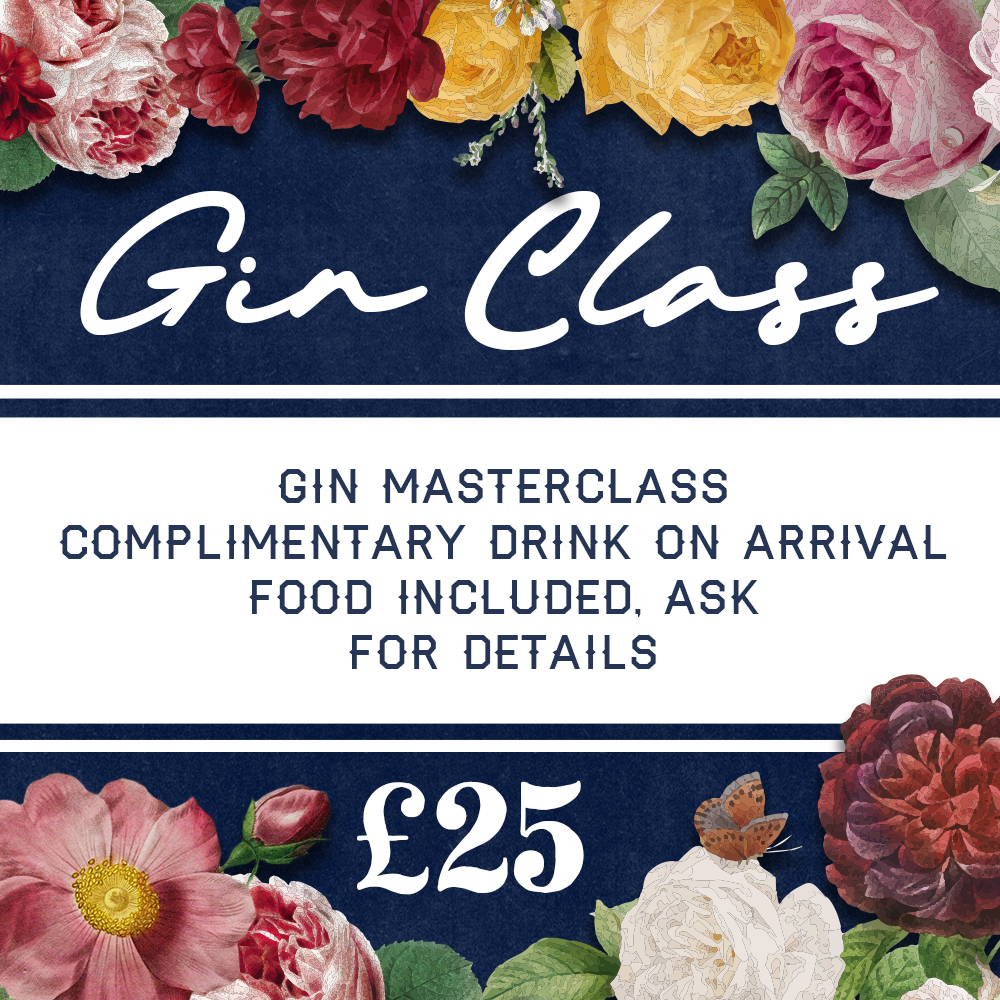 Gin Class
GIN MASTERCLASS
COMPLIMENTARY DRINK ON ARRIVAL
FOOD INCLUDED, ASK
FOR DETAILS
£25